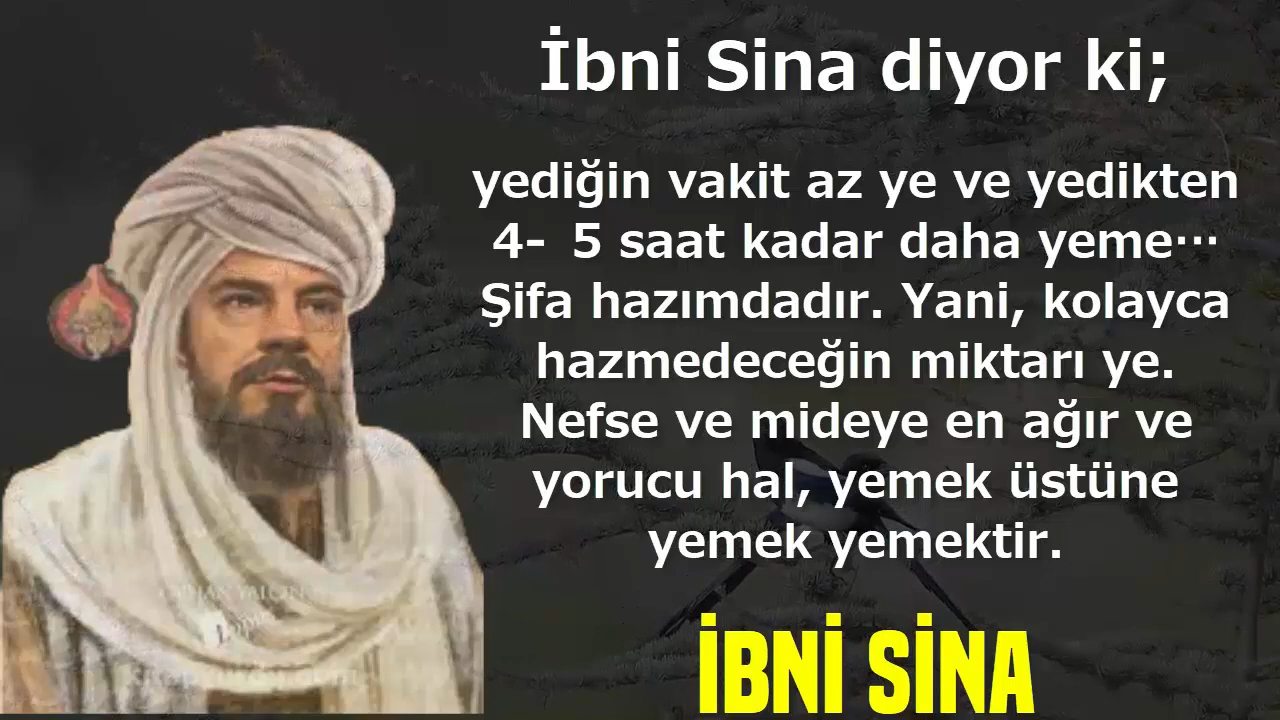 İbni Sina diyor ki;
yediğin vakit az ye ve yedikten
4- 5 saat kadar daha yeme···
Şifa hazımdadır. Yani, kolayca
hazmedeceğin miktarı ye.
Nefse ve mideye en ağır ve
yorucu hal, yemek üstüne
yemek yemektir.
İBNİ SİNA